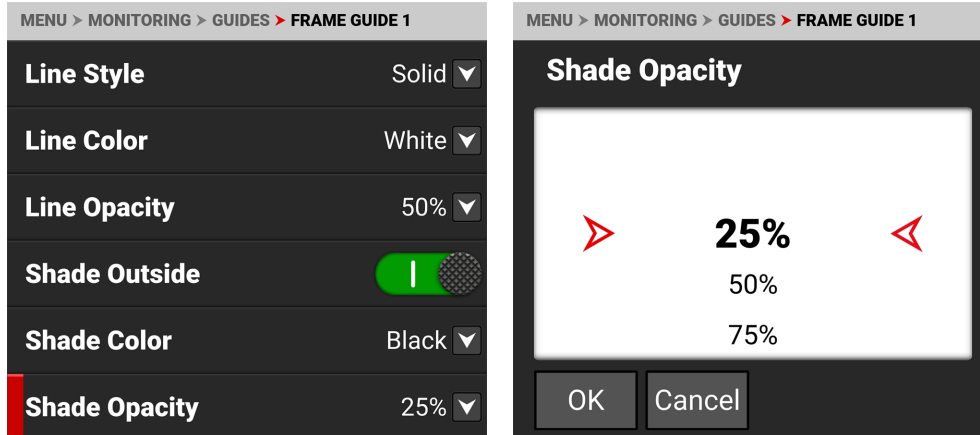 MENU > MONITORING > GUIDES > FRAME GUIDE 1
Line Style Solid
Line Color White
Line Opacity 50%
Shade Outside
Shade Color Black
Shade Opacity 25%
MENU > MONITORING > GUIDES > FRAME GUIDE 1
Shade Opacity
25%
50%
75%
OK Cancel